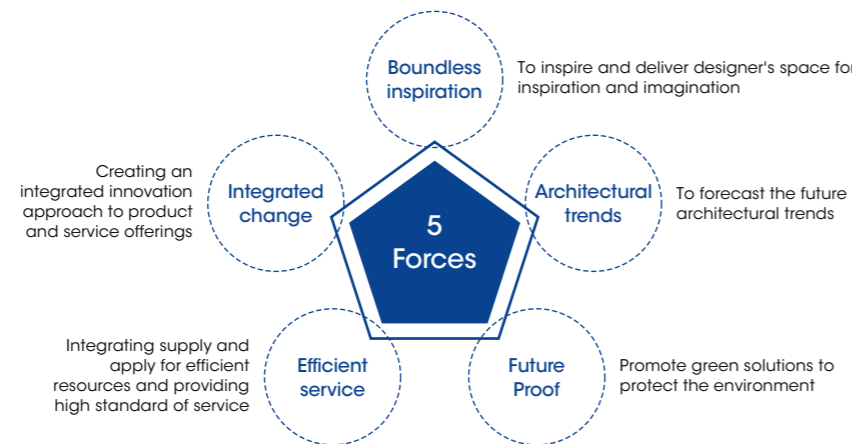 Boundless
inspiration
To inspire and deliver designer's space for
inspiration and imagination
Architectural
trends
To forecast the future
architectural trends
Future
Proof
Promote green solutions to
protect the environment
Efficient
service
Integrating supply and
apply for efficient
resources and providing
high standard of service
Integrated
change
Creating an
integrated innovation
approach to product
and service offerings
5
Forces